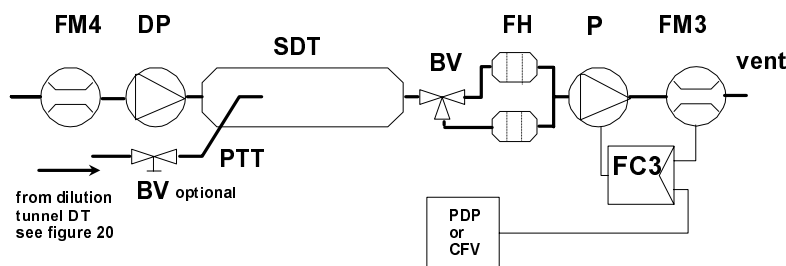 FM4 DP SDT BV FH P FM3 vent
PTT
from dilution
tunnel DT
see figure 20
BV optional
FC3
PDP
or
CFV